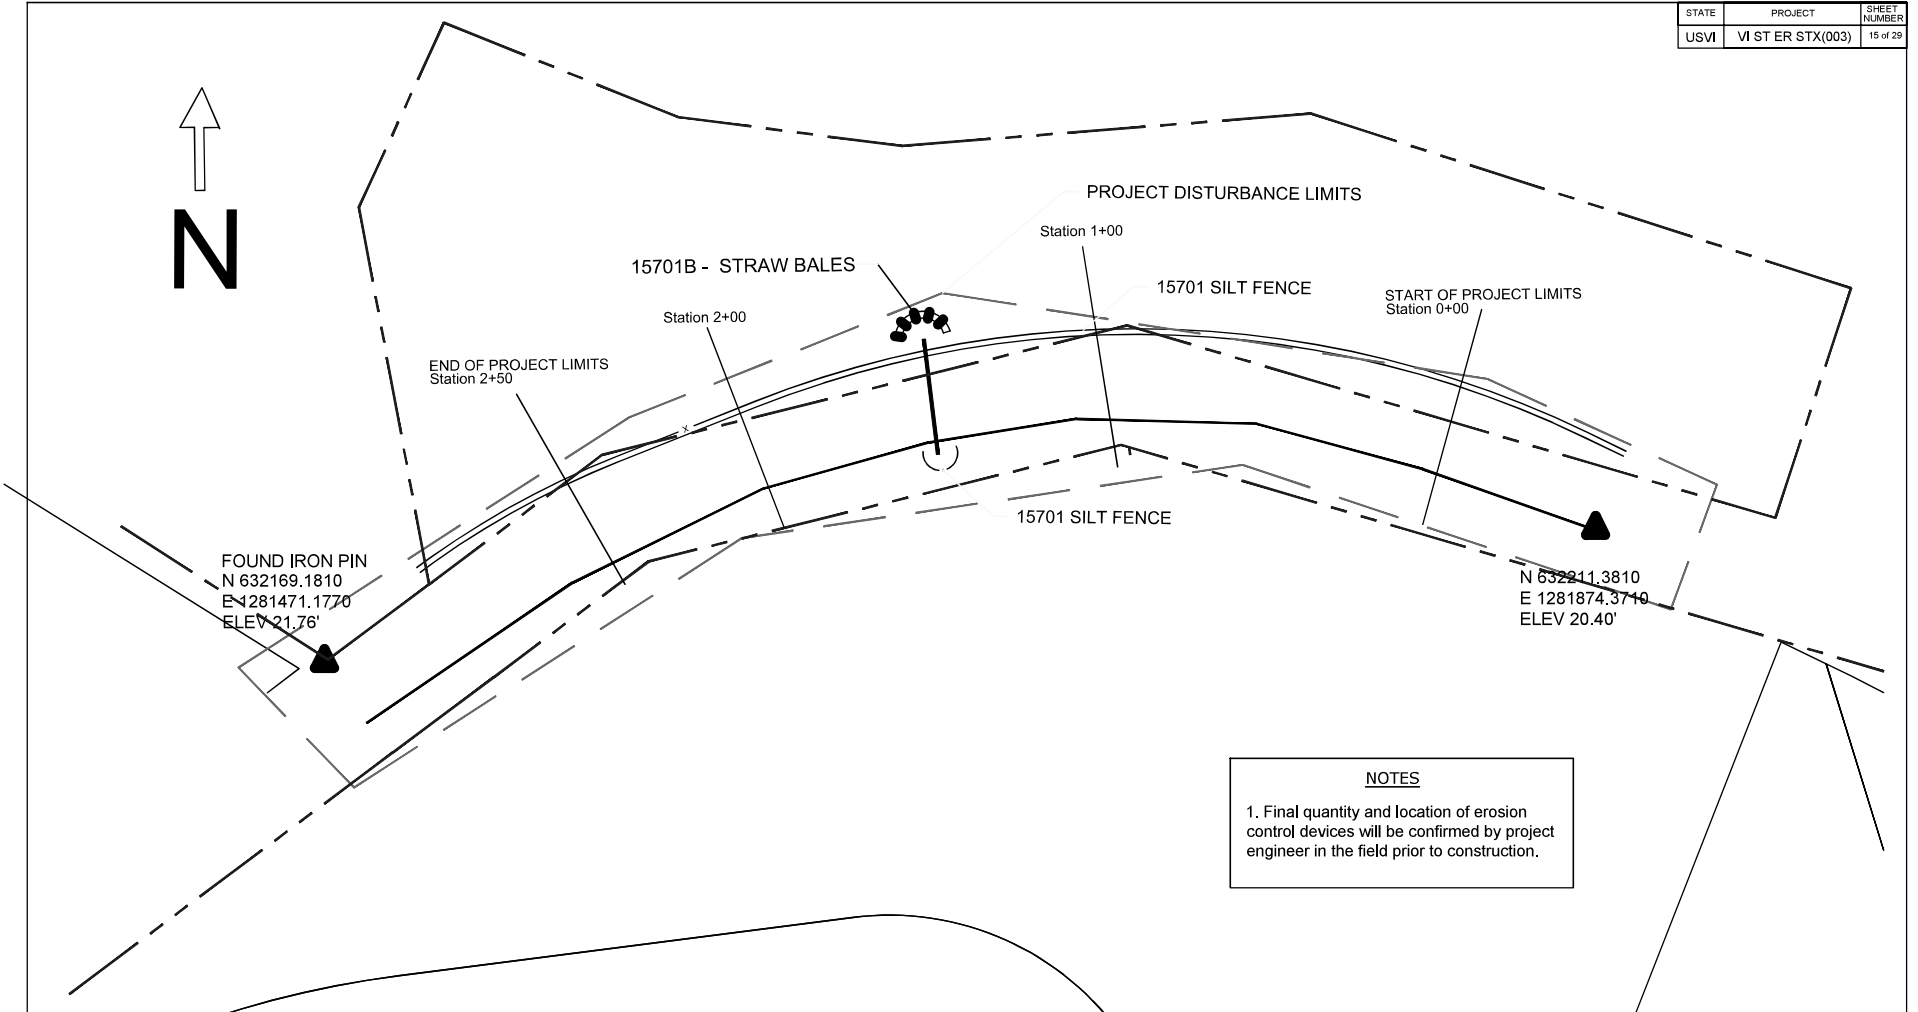 STATE PROJECT SHEET NUMBER
USVI VI ST ER STX(003) 15 of 29
N
PROJECT DISTURBANCE LIMITS
Station 1+00
15701B - STRAW BALES
15701 SILT FENCE
START OF PROJECT LIMITS
Station 0+00
Station 2+00
END OF PROJECT LIMITS
Station 2+50
x
15701 SILT FENCE
FOUND IRON PIN
N 632169.1810
E 1281471.1770
ELEV 21.76'
N 632211.3810
E 1281874.3710
ELEV 20.40'
NOTES
1. Final quantity and location of erosion
control devices will be confirmed by project
engineer in the field prior to construction.